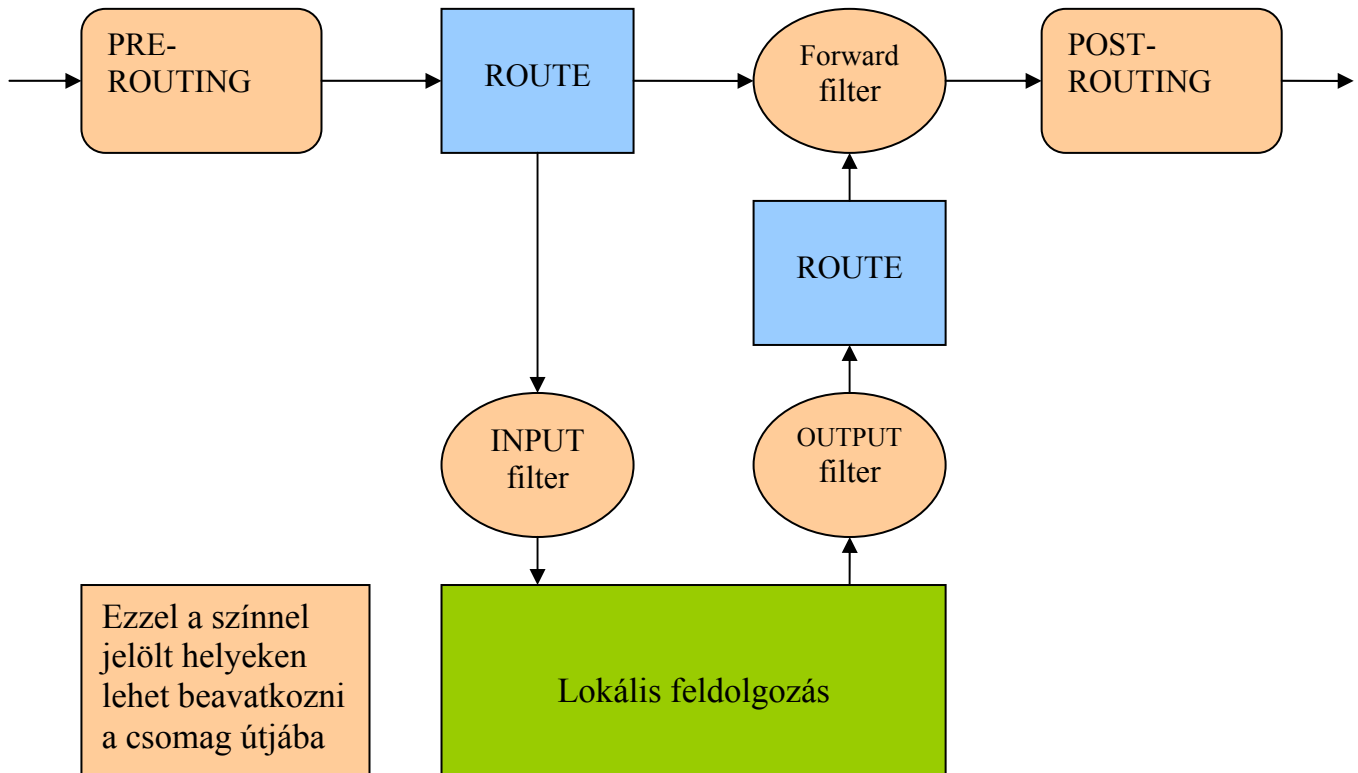 PRE-
ROUTING
ROUTE
Forward
filter
POST-
ROUTING
ROUTE
INPUT
filter
OUTPUT
filter
Ezzel a színnel
jelölt helyeken
lehet beavatkozni
a csomag útjába
Lokális feldolgozás